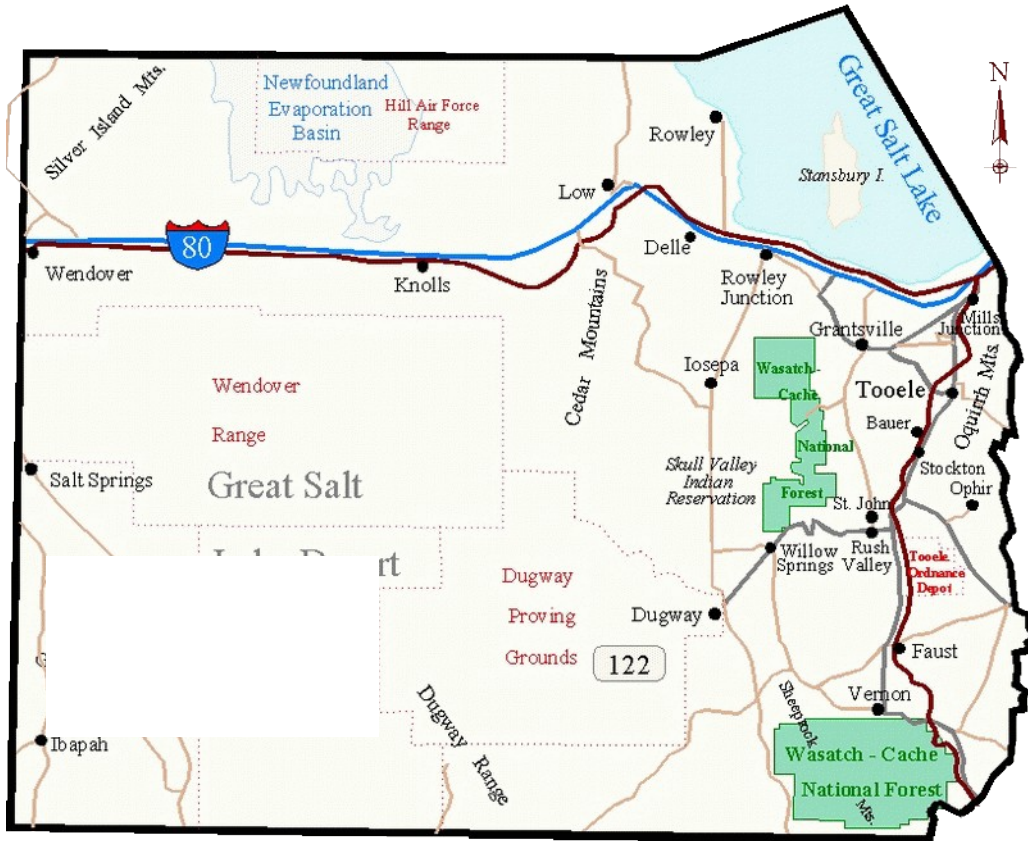 N
Great Salt Lake
Silver Island Mts.
Newfoundland
Evaporation
Basin
Hill Air Force
Range
Rowley
Stansbury I.
Low
80
Wendover
Knolls
Delle
Rowley
Junction
Mills
Junction
Grantsville
Cedar Mountains
Iosepa
Wasatch -
Cache
National
Forest
Tooele
Oquirrh Mts.
Bauer
Stockton
Ophir
Wendover
Range
Salt Springs
Great Salt
Skull Valley
Indian
Reservation
St. John
Rush
Valley
Willow
Springs
Tooele
Ordnance
Depot
Dugway
Proving
Grounds
122
Dugway
Faust
Vernon
Sheeprock
Mts.
Dugway Range
Ibapah
Wasatch - Cache
National Forest